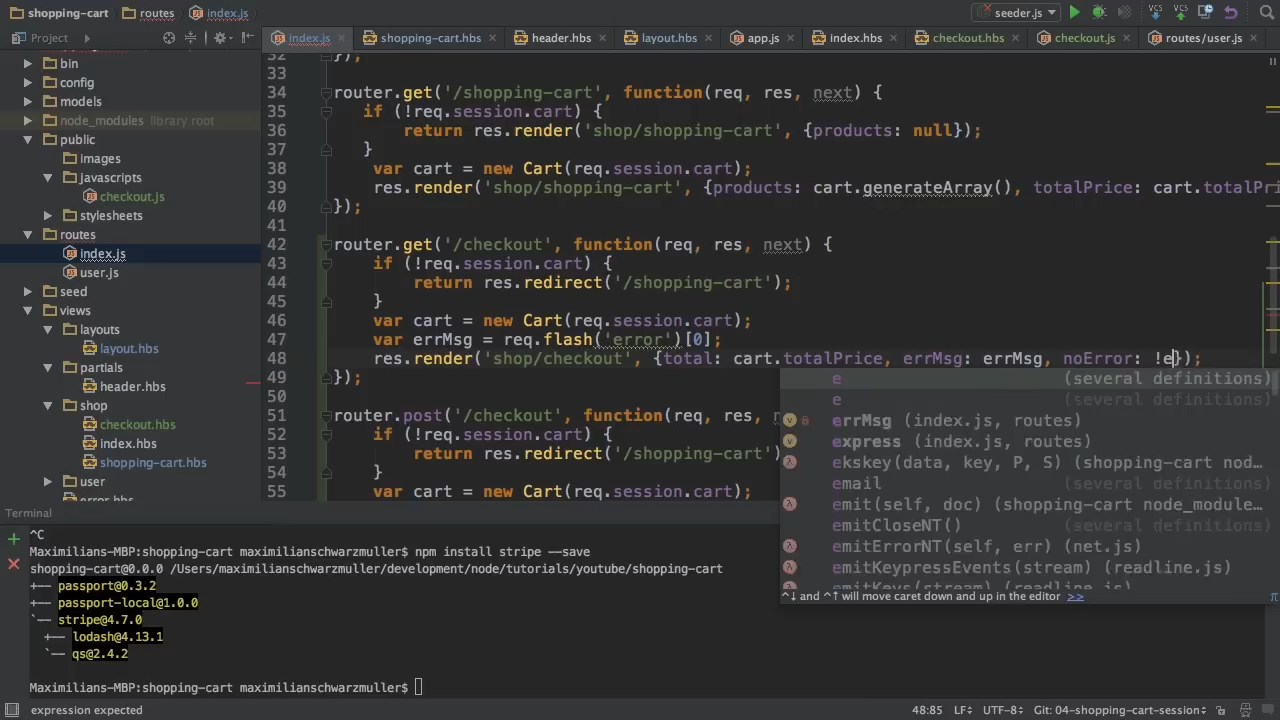 shopping-cart routes index.js seeder.js VCS VCS
Project index.js shopping-cart.hbs header.hbs layout.hbs app.js index.hbs checkout.hbs checkout.js routes/user.js
bin
config
models
node_modules library root
public
images
javascripts
checkout.js
stylesheets
routes
index.js
user.js
seed
views
layouts
layout.hbs
partials
header.hbs
shop
checkout.hbs
index.hbs
shopping-cart.hbs
user
error.hbs
32 });
33
34 router.get('/shopping-cart', function(req, res, next) {
35 if (!req.session.cart) {
36 return res.render('shop/shopping-cart', {products: null});
37 }
38 var cart = new Cart(req.session.cart);
39 res.render('shop/shopping-cart', {products: cart.generateArray(), totalPrice: cart.totalPri
40 });
41
42 router.get('/checkout', function(req, res, next) {
43 if (!req.session.cart) {
44 return res.redirect('/shopping-cart');
45 }
46 var cart = new Cart(req.session.cart);
47 var errMsg = req.flash('error')[0];
48 res.render('shop/checkout', {total: cart.totalPrice, errMsg: errMsg, noError: !e});
49 });
50
51 router.post('/checkout', function(req, res, n
52 if (!req.session.cart) {
53 return res.redirect('/shopping-cart')
54 }
55 var cart = new Cart(req.session.cart);
e (several definitions)
e (several definitions)
errMsg (index.js, routes)
express (index.js, routes)
ekskey(data, key, P, S) (shopping-cart nod…
email
emit(self, doc) (shopping-cart node_module…
emitCloseNT() (several definitions)
emitErrorNT(self, err) (net.js)
emitKeypressEvents(stream) (readline.js)
emitKeys(stream) (readline.js)
^↓ and ^↑ will move caret down and up in the editor >> π
Terminal
^C
Maximilians-MBP:shopping-cart maximilianschwarzmuller$ npm install stripe --save
shopping-cart@0.0.0 /Users/maximilianschwarzmuller/development/node/tutorials/youtube/shopping-cart
+── passport@0.3.2
+── passport-local@1.0.0
`── stripe@4.7.0
+── lodash@4.13.1
`── qs@2.4.2
Maximilians-MBP:shopping-cart maximilianschwarzmuller$
expression expected 48:85 LF÷ UTF-8÷ Git: 04-shopping-cart-session÷